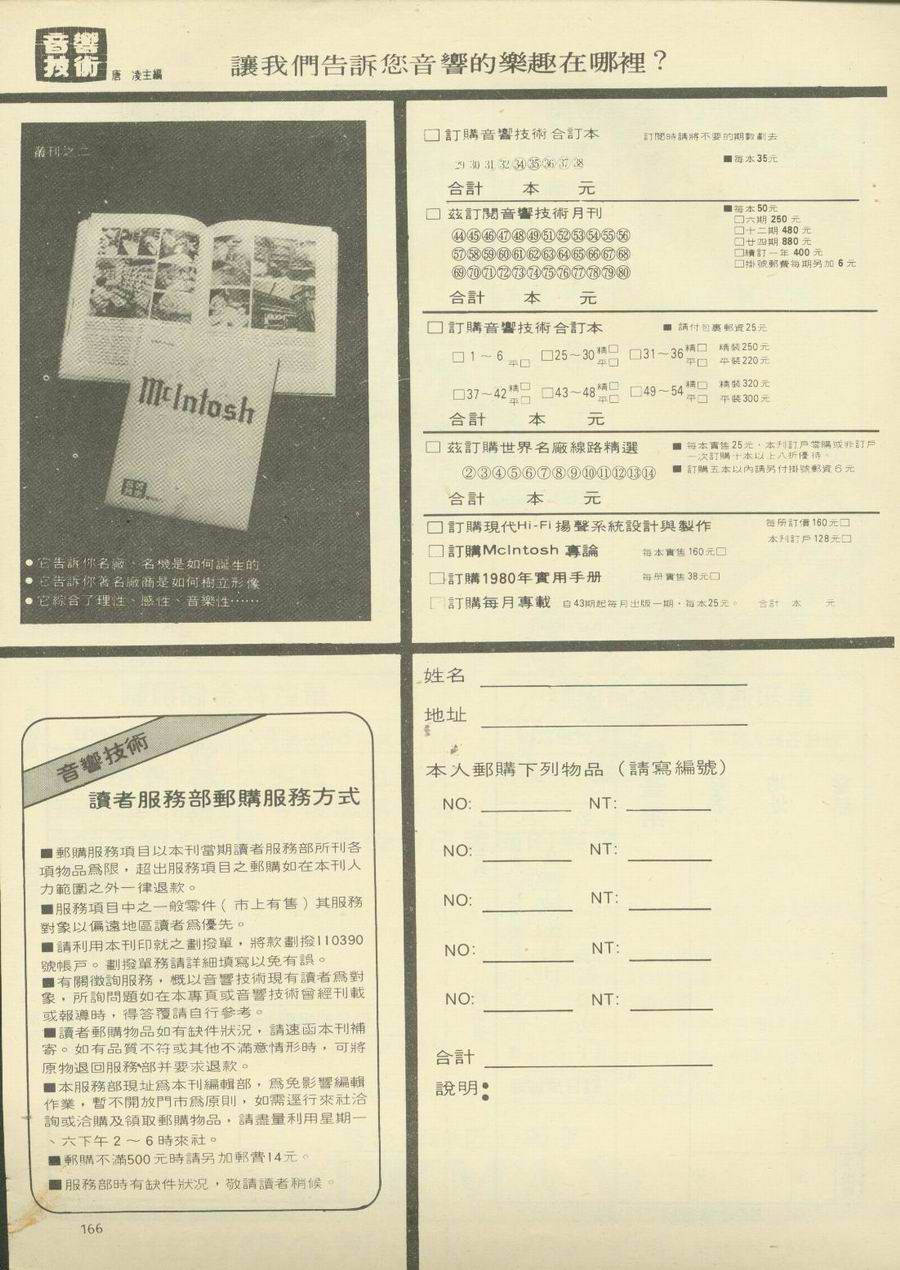 音響
技術
唐 凌主編
讓我們告訴您音響的樂趣在哪裡？
叢刊之二
McIntosh
●它告訴你名廠、名機是如何誕生的
●它告訴你著名廠商是如何樹立形像
●它綜合了理性、感性、音樂性……
□訂購音響技術合訂本 訂閱時請將不要的期數劃去
29 30 31 32 ㉞ ㉟ 36 37 38 ■每本35元
合計 本 元
□茲訂閱音響技術月刊 ■每本50元
□六期 250 元
□十二期 480 元
□廿四期 880 元
□續訂一年 400 元
□掛號郵費每期另加 6 元
㊹㊺㊻㊼㊽㊾51 52 53 54 55 56
57 58 59 60 61 62 63 64 65 66 67 68
69 70 71 72 73 74 75 76 77 78 79 80
合計 本 元
□訂購音響技術合訂本 ■請付包裹郵資25元
□1～6 平□ □25～30 精□ 平□ □31～36 精□ 平□ 精裝250元 平裝220元
□37～42 精□ 平□ □43～48 精□ 平□ □49～54 精□ 平□ 精裝320元 平裝300元
合計 本 元
□茲訂購世界名廠線路精選 ■每本實售25元，本刊訂戶零購或非訂戶
一次訂購十本以上八折優待。
②③④⑤⑥⑦⑧⑨⑩⑪⑫⑬⑭ ■訂購五本以內請另付掛號郵資6元
合計 本 元
□訂購現代Hi-Fi揚聲系統設計與製作 每册訂價160元□
本刊訂戶128元□
□訂購McIntosh 專論 每本實售160元□
□訂購1980年實用手册 每册實售38元□
□訂購每月專載 自43期起每月出版一期，每本25元。 合計 本 元
音響技術
讀者服務部郵購服務方式
■郵購服務項目以本刊當期讀者服務部所刊各
項物品爲限，超出服務項目之郵購如在本刊人
力範圍之外一律退款。
■服務項目中之一般零件（市上有售）其服務
對象以偏遠地區讀者爲優先。
■請利用本刊印就之劃撥單，將款劃撥110390
號帳戶。劃撥單務請詳細填寫以免有誤。
■有關徵詢服務，概以音響技術現有讀者爲對
象，所詢問題如在本專頁或音響技術曾經刊載
或報導時，得答覆請自行參考。
■讀者郵購物品如有缺件狀況，請速函本刊補
寄。如有品質不符或其他不滿意情形時，可將
原物退回服務部并要求退款。
■本服務部現址爲本刊編輯部，爲免影響編輯
作業，暫不開放門市爲原則，如需逕行來社洽
詢或洽購及領取郵購物品，請盡量利用星期一
、六下午2～6時來社。
■郵購不滿500元時請另加郵費14元。
■服務部時有缺件狀況，敬請讀者稍候。
姓名
地址
本人郵購下列物品（請寫編號）
NO: NT:
NO: NT:
NO: NT:
NO: NT:
NO: NT:
合計
說明：
166